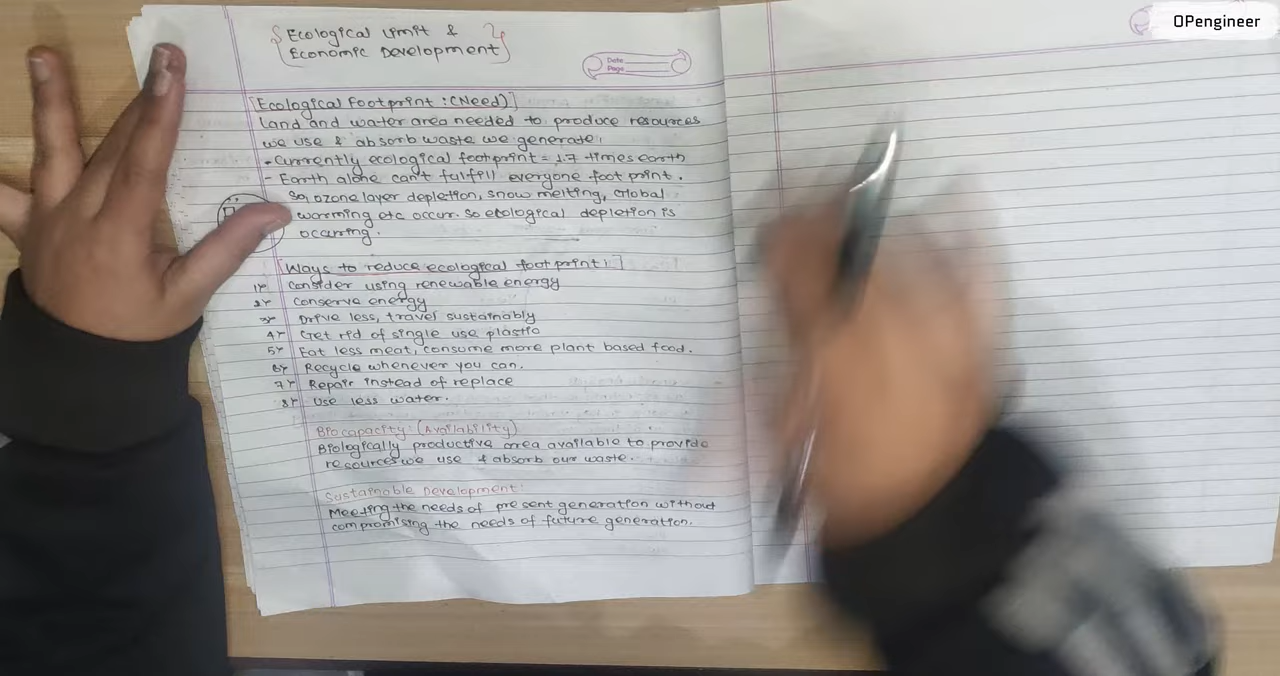 OPengineer
{Ecological Limit &
Economic Development}
Date
Page
[Ecological Footprint : (Need)]
Land and water area needed to produce resources
we use & absorb waste we generate.
- Currently ecological footprint = 1.7 times earth
- Earth alone can't fulfill everyone foot print.
So, ozone layer depletion, snow melting, Global
worming etc occur. so ecological depletion is
occuring.
[Ways to reduce ecological footprint:]
1> Consider using renewable energy
2> Conserve energy
3> Drive less, travel sustainably
4> Get rid of single use plastic
5> Eat less meat, consume more plant based food.
6> Recycle whenever you can.
7> Repair instead of replace
8> Use less water.
Biocapacity: (Availability)
Biologically productive area available to provide
resources we use & absorb our waste.
Sustainable Development:
Meeting the needs of present generation without
compromising the needs of future generation.